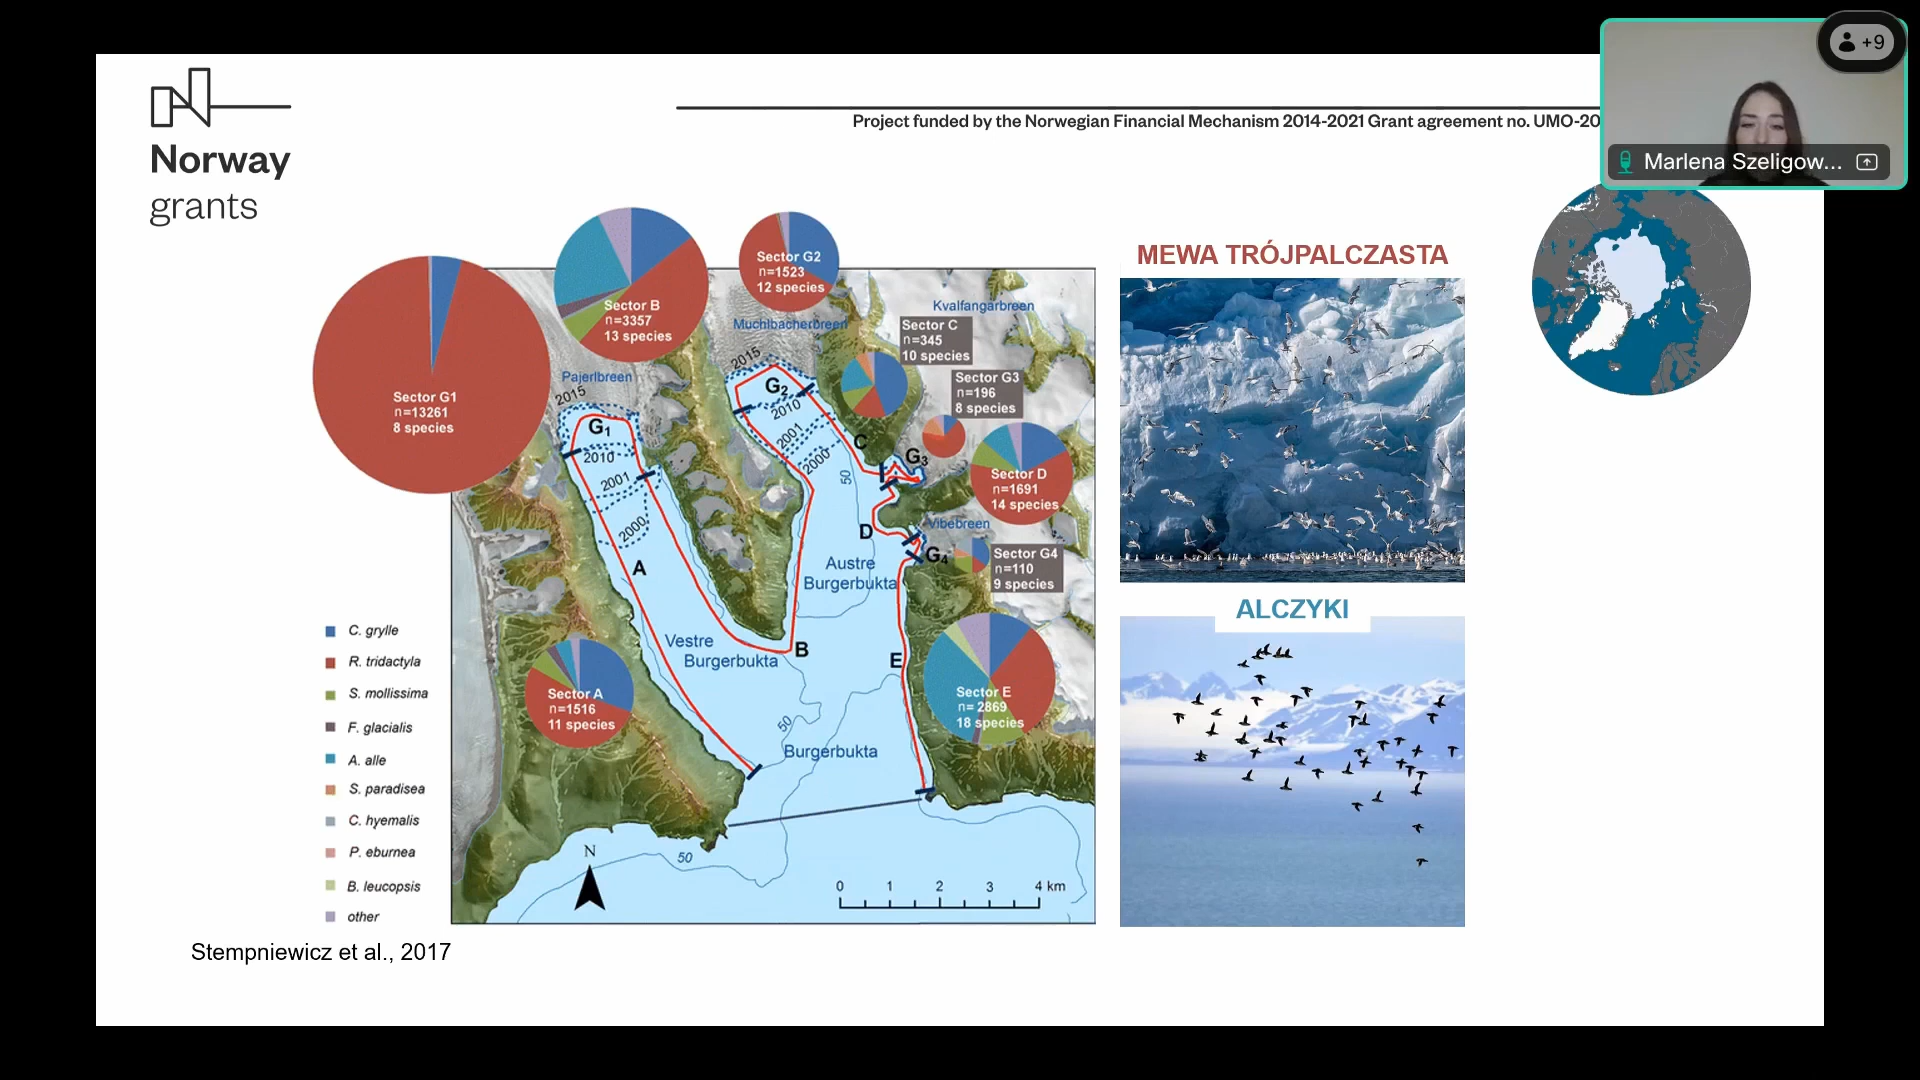 +9
Marlena Szeligow...
Norway
grants
Project funded by the Norwegian Financial Mechanism 2014-2021 Grant agreement no. UMO-20
Sector G1
n=13261
8 species
Sector B
n=3357
13 species
Sector G2
n=1523
12 species
Muchlbacherbreen
Kvalfangarbreen
Sector C
n=345
10 species
Sector G3
n=196
8 species
Pajerlbreen
2015
G1
2010
2001
2000
2015
G2
2010
2001
2000
50
C
G3
Sector D
n=1691
14 species
D
Vibebreen
G4
Sector G4
n=110
9 species
A
Austre
Burgerbukta
Vestre
Burgerbukta
B
E
Sector A
n=1516
11 species
Sector E
n= 2869
18 species
50
Burgerbukta
50
N
0 1 2 3 4 km
C. grylle
R. tridactyla
S. mollissima
F. glacialis
A. alle
S. paradisea
C. hyemalis
P. eburnea
B. leucopsis
other
Stempniewicz et al., 2017
MEWA TRÓJPALCZASTA
ALCZYKI